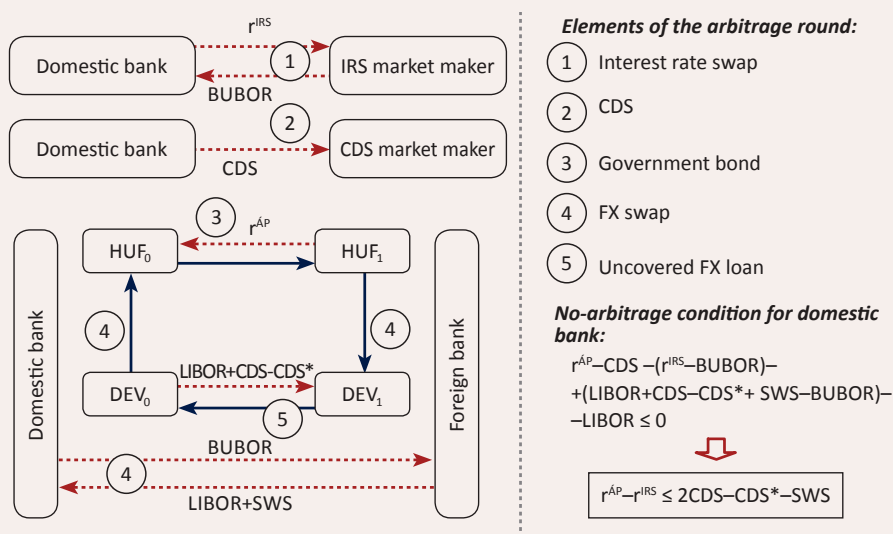 r^IRS
Domestic bank
1
IRS market maker
BUBOR
Domestic bank
2
CDS market maker
CDS
3
r^ÁP
HUF₀
HUF₁
Domestic bank
4
4
Foreign bank
LIBOR+CDS-CDS*
DEV₀
DEV₁
5
BUBOR
4
LIBOR+SWS
Elements of the arbitrage round:
1 Interest rate swap
2 CDS
3 Government bond
4 FX swap
5 Uncovered FX loan
No-arbitrage condition for domestic
bank:
r^ÁP–CDS –(r^IRS–BUBOR)–
+(LIBOR+CDS–CDS*+ SWS–BUBOR)–
–LIBOR ≤ 0
r^ÁP–r^IRS ≤ 2CDS–CDS*–SWS